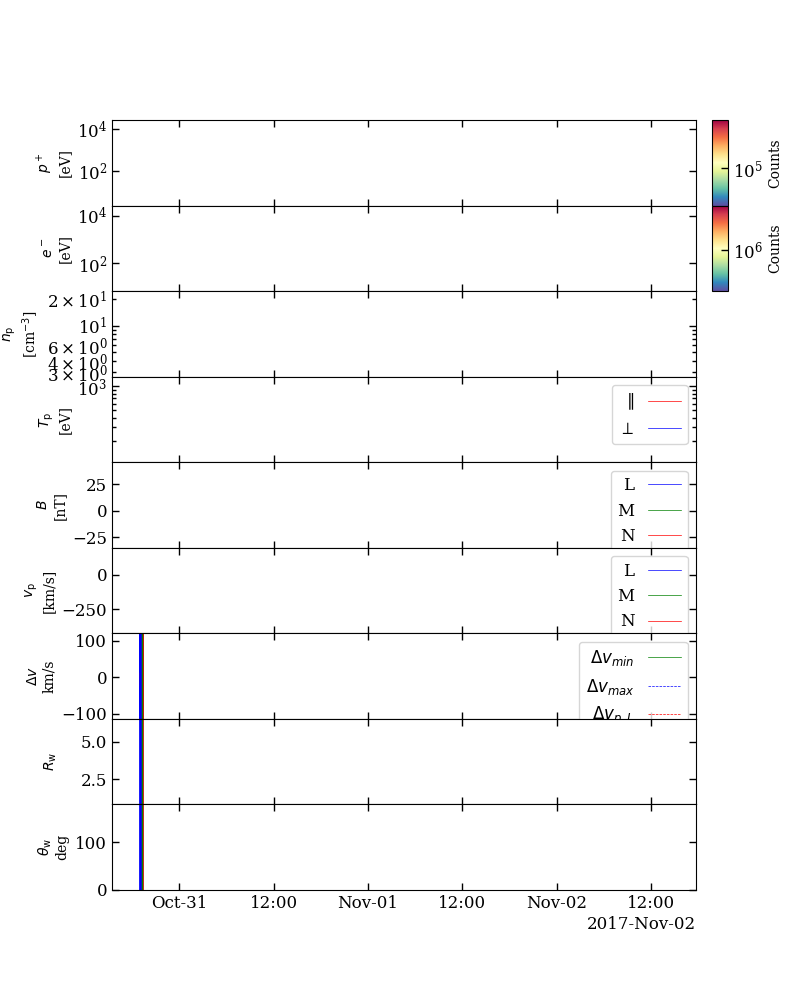 10⁴
10²
p⁺
[eV]
10⁵
Counts
10⁴
10²
e⁻
[eV]
10⁶
Counts
2 × 10¹
10¹
6 × 10⁰
4 × 10⁰
3 × 10⁰
nₚ
[cm⁻³]
10³
Tₚ
[eV]
∥
⊥
25
0
−25
B
[nT]
L
M
N
0
−250
vₚ
[km/s]
L
M
N
100
0
−100
Δv
km/s
Δv_min
Δv_max
Δv_p,L
5.0
2.5
R_w
100
0
θ_w
deg
Oct-31 12:00 Nov-01 12:00 Nov-02 12:00
2017-Nov-02